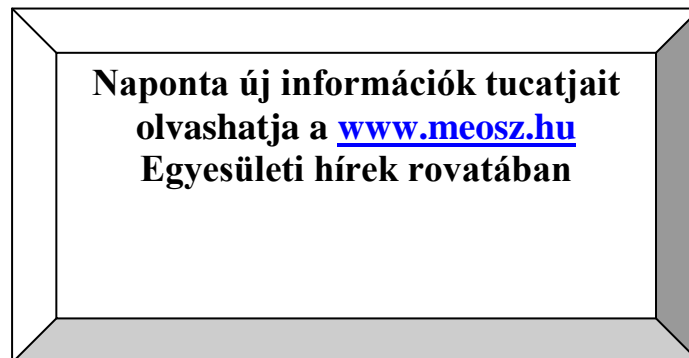 Naponta új információk tucatjait
olvashatja a www.meosz.hu
Egyesületi hírek rovatában